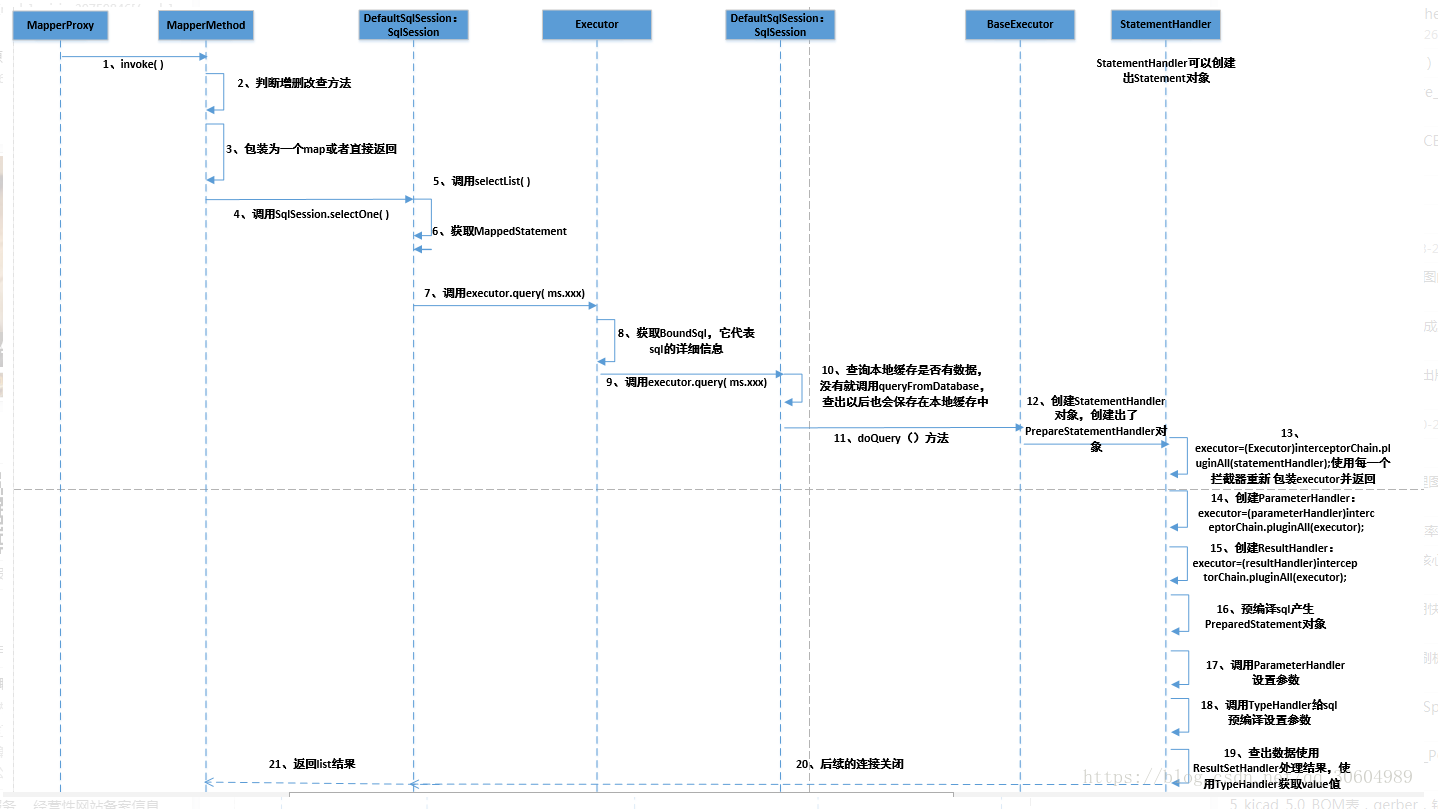 MapperProxy
MapperMethod
DefaultSqlSession：
SqlSession
Executor
DefaultSqlSession：
SqlSession
BaseExecutor
StatementHandler
StatementHandler可以创建
出Statement对象
1、invoke( )
2、判断增删改查方法
3、包装为一个map或者直接返回
4、调用SqlSession.selectOne( )
5、调用selectList( )
6、获取MappedStatement
7、调用executor.query( ms.xxx)
8、获取BoundSql，它代表
sql的详细信息
9、调用executor.query( ms.xxx)
10、查询本地缓存是否有数据，
没有就调用queryFromDatabase，
查出以后也会保存在本地缓存中
11、doQuery（）方法
12、创建StatementHandler
对象，创建出了
PrepareStatementHandler对
象
13、
executor=(Executor)interceptorChain.pl
uginAll(statementHandler);使用每一个
拦截器重新 包装executor并返回
14、创建ParameterHandler：
executor=(parameterHandler)interc
eptorChain.pluginAll(executor);
15、创建ResultHandler：
executor=(resultHandler)intercep
torChain.pluginAll(executor);
16、预编译sql产生
PreparedStatement对象
17、调用ParameterHandler
设置参数
18、调用TypeHandler给sql
预编译设置参数
19、查出数据使用
ResultSetHandler处理结果，使
用TypeHandler获取value值
20、后续的连接关闭
21、返回list结果
经营性网站备案信息
5 kicad 5.0 BOM表，gerber，